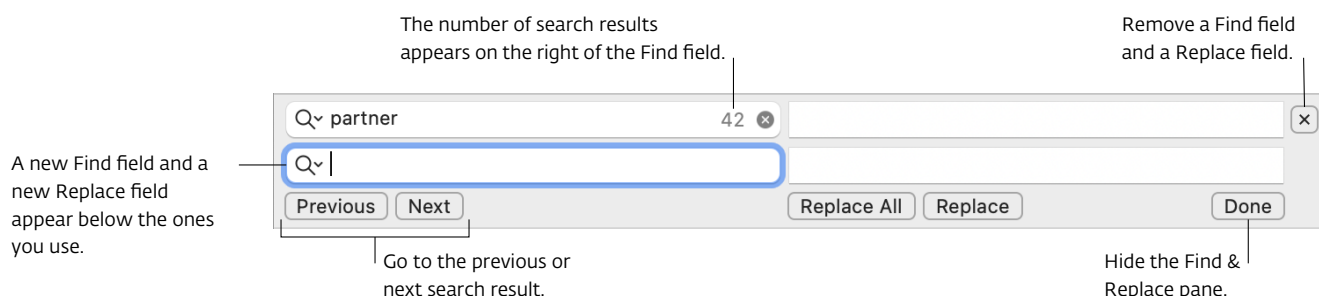 The number of search results
appears on the right of the Find field.
Remove a Find field
and a Replace field.
partner 42
A new Find field and a
new Replace field
appear below the ones
you use.
Previous Next Replace All Replace Done
Go to the previous or
next search result.
Hide the Find &
Replace pane.